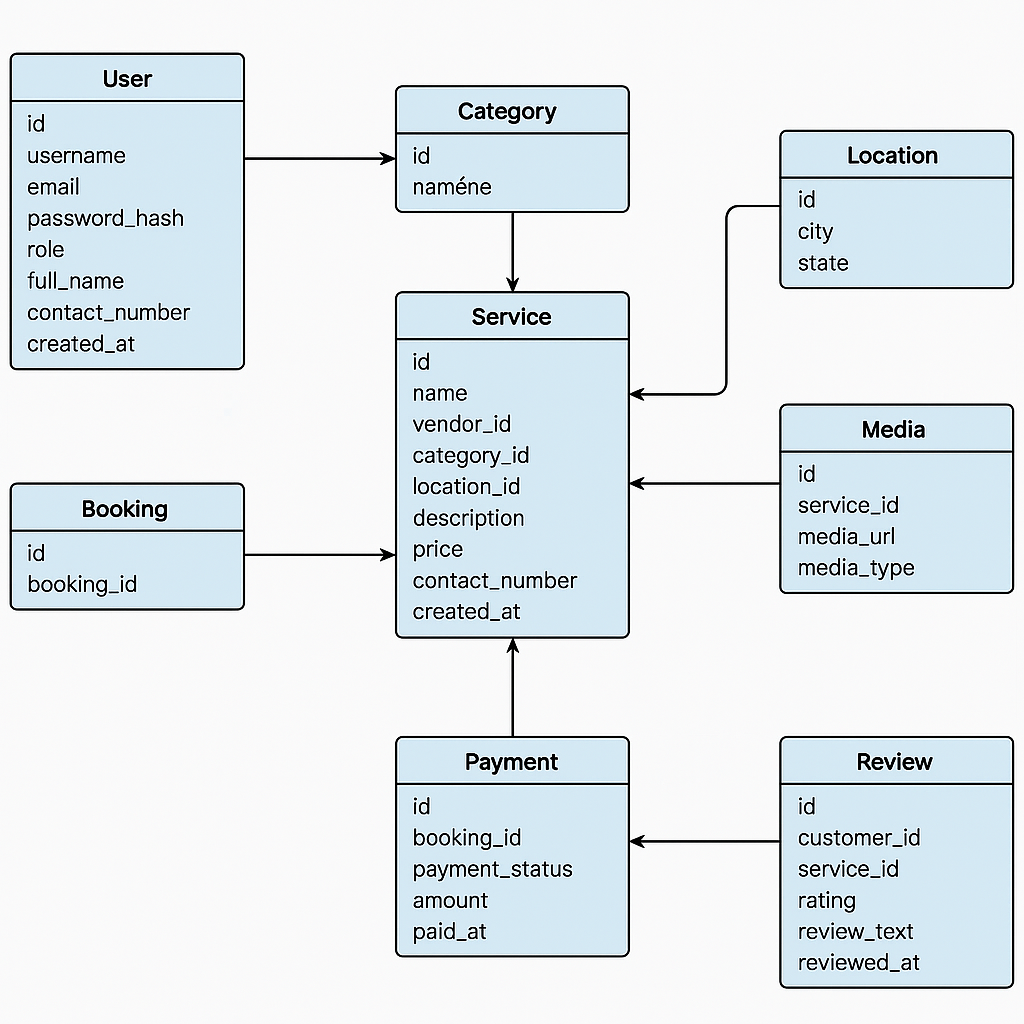 User
id
username
email
password_hash
role
full_name
contact_number
created_at
Category
id
naméne
Location
id
city
state
Service
id
name
vendor_id
category_id
location_id
description
price
contact_number
created_at
Booking
id
booking_id
Media
id
service_id
media_url
media_type
Payment
id
booking_id
payment_status
amount
paid_at
Review
id
customer_id
service_id
rating
review_text
reviewed_at